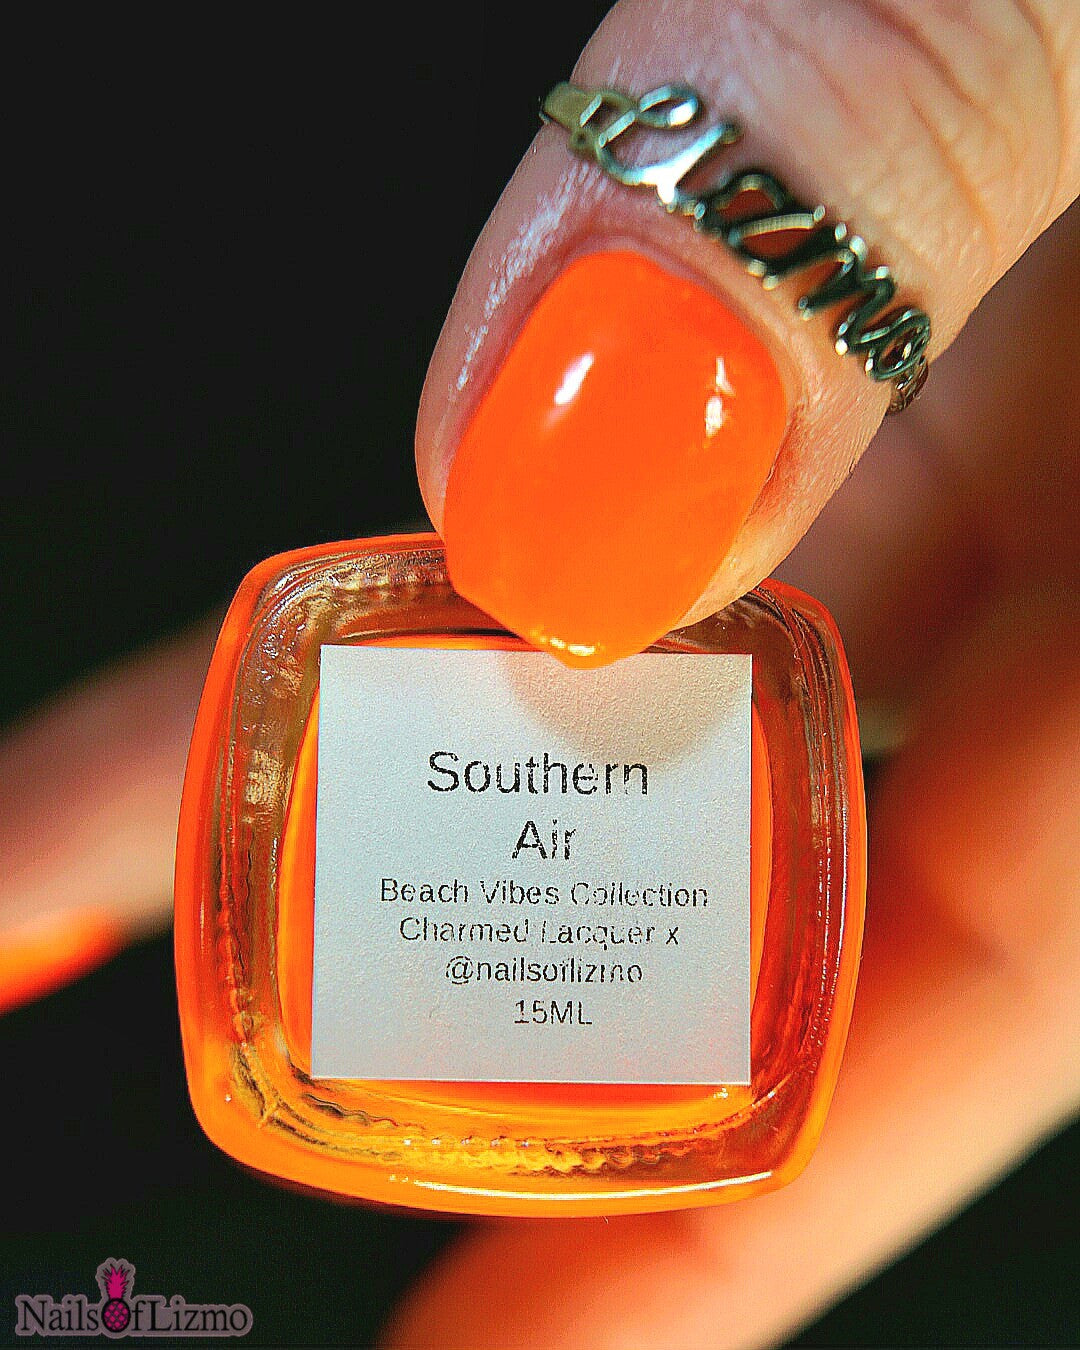 Lizmo
Southern
Air
Beach Vibes Collection
Charmed Lacquer x
@nailsoflizmo
15ML
NailsOfLizmo